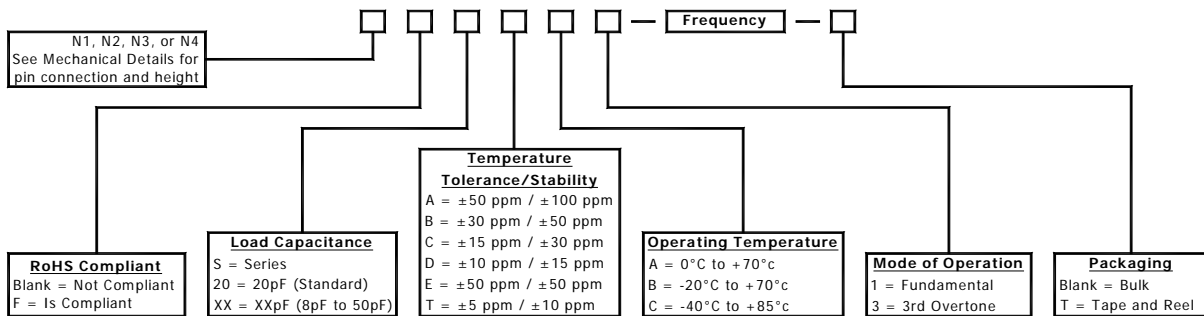 Frequency
N1, N2, N3, or N4
See Mechanical Details for
pin connection and height
RoHS Compliant
Blank = Not Compliant
F = Is Compliant
Load Capacitance
S = Series
20 = 20pF (Standard)
XX = XXpF (8pF to 50pF)
Temperature
Tolerance/Stability
A = ±50 ppm / ±100 ppm
B = ±30 ppm / ±50 ppm
C = ±15 ppm / ±30 ppm
D = ±10 ppm / ±15 ppm
E = ±50 ppm / ±50 ppm
T = ±5 ppm / ±10 ppm
Operating Temperature
A = 0°C to +70°c
B = -20°C to +70°c
C = -40°C to +85°c
Mode of Operation
1 = Fundamental
3 = 3rd Overtone
Packaging
Blank = Bulk
T = Tape and Reel